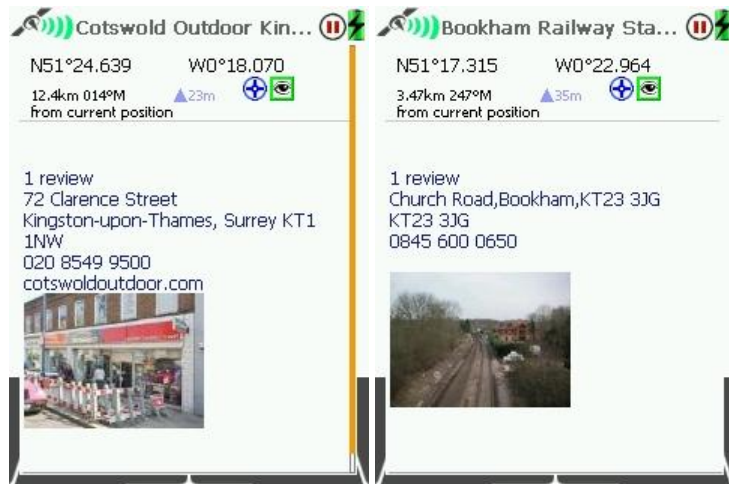 Cotswold Outdoor Kin...
N51°24.639 W0°18.070
12.4km 014°M
23m
from current position
1 review
72 Clarence Street
Kingston-upon-Thames, Surrey KT1
1NW
020 8549 9500
cotswoldoutdoor.com
Bookham Railway Sta...
N51°17.315 W0°22.964
3.47km 247°M
35m
from current position
1 review
Church Road,Bookham,KT23 3JG
KT23 3JG
0845 600 0650